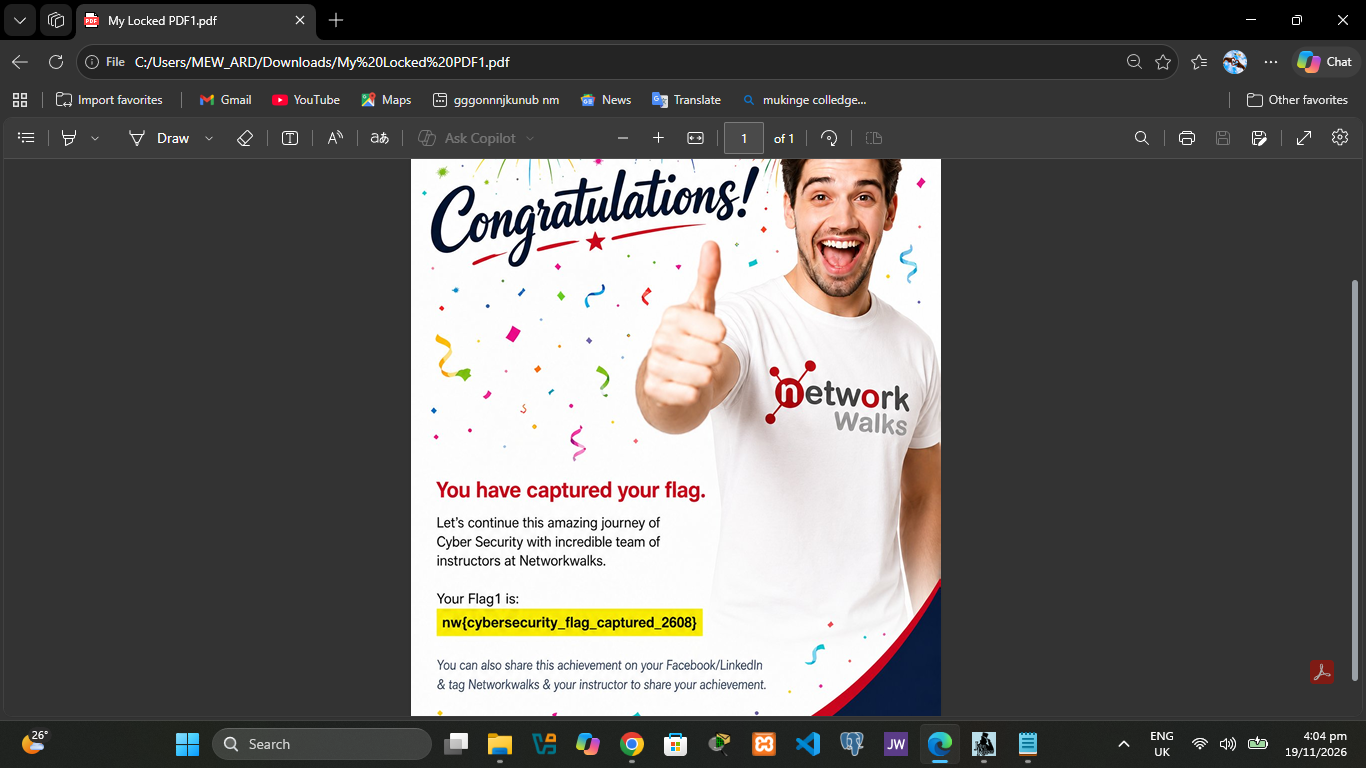 My Locked PDF1.pdf
File C:/Users/MEW_ARD/Downloads/My%20Locked%20PDF1.pdf
Chat
Import favorites Gmail YouTube Maps gggonnnjkunub nm News Translate mukinge colledge... Other favorites
Draw Ask Copilot 1 of 1
Congratulations!
network
Walks
You have captured your flag.
Let's continue this amazing journey of
Cyber Security with incredible team of
instructors at Networkwalks.
Your Flag1 is:
nw{cybersecurity_flag_captured_2608}
You can also share this achievement on your Facebook/LinkedIn
& tag Networkwalks & your instructor to share your achievement.
26°
Search
JW
ENG
UK
4:04 pm
19/11/2026